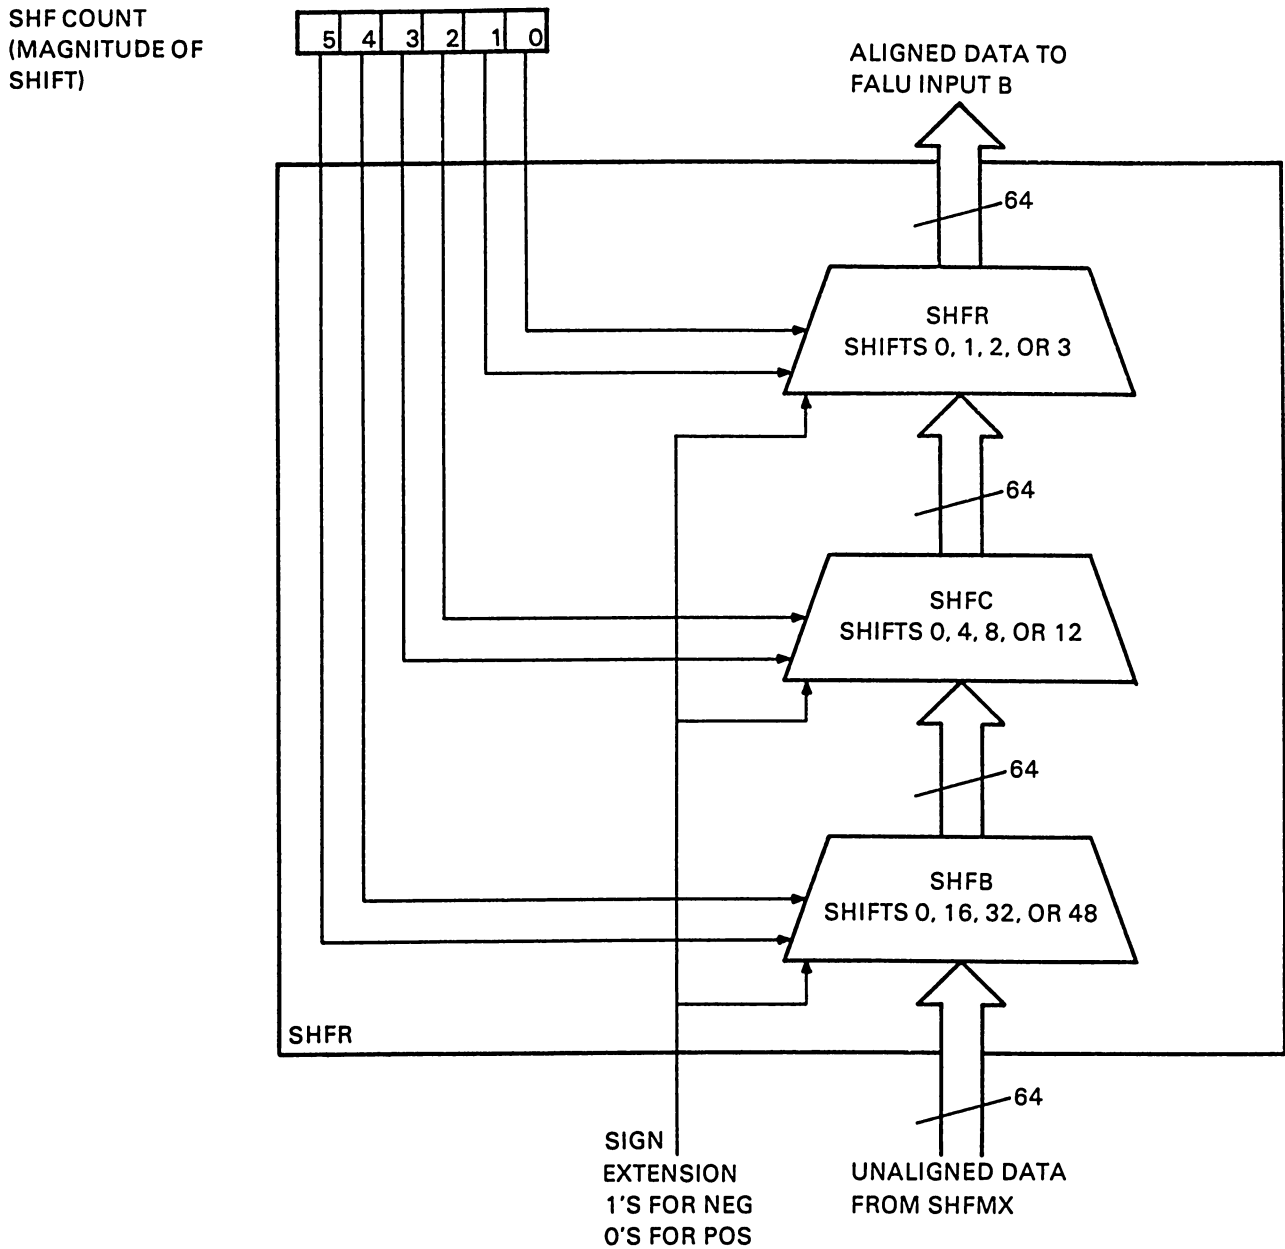 SHF COUNT
(MAGNITUDE OF
SHIFT)
5 4 3 2 1 0
ALIGNED DATA TO
FALU INPUT B
64
SHFR
SHIFTS 0, 1, 2, OR 3
64
SHFC
SHIFTS 0, 4, 8, OR 12
64
SHFB
SHIFTS 0, 16, 32, OR 48
SHFR
64
SIGN
EXTENSION
1'S FOR NEG
0'S FOR POS
UNALIGNED DATA
FROM SHFMX